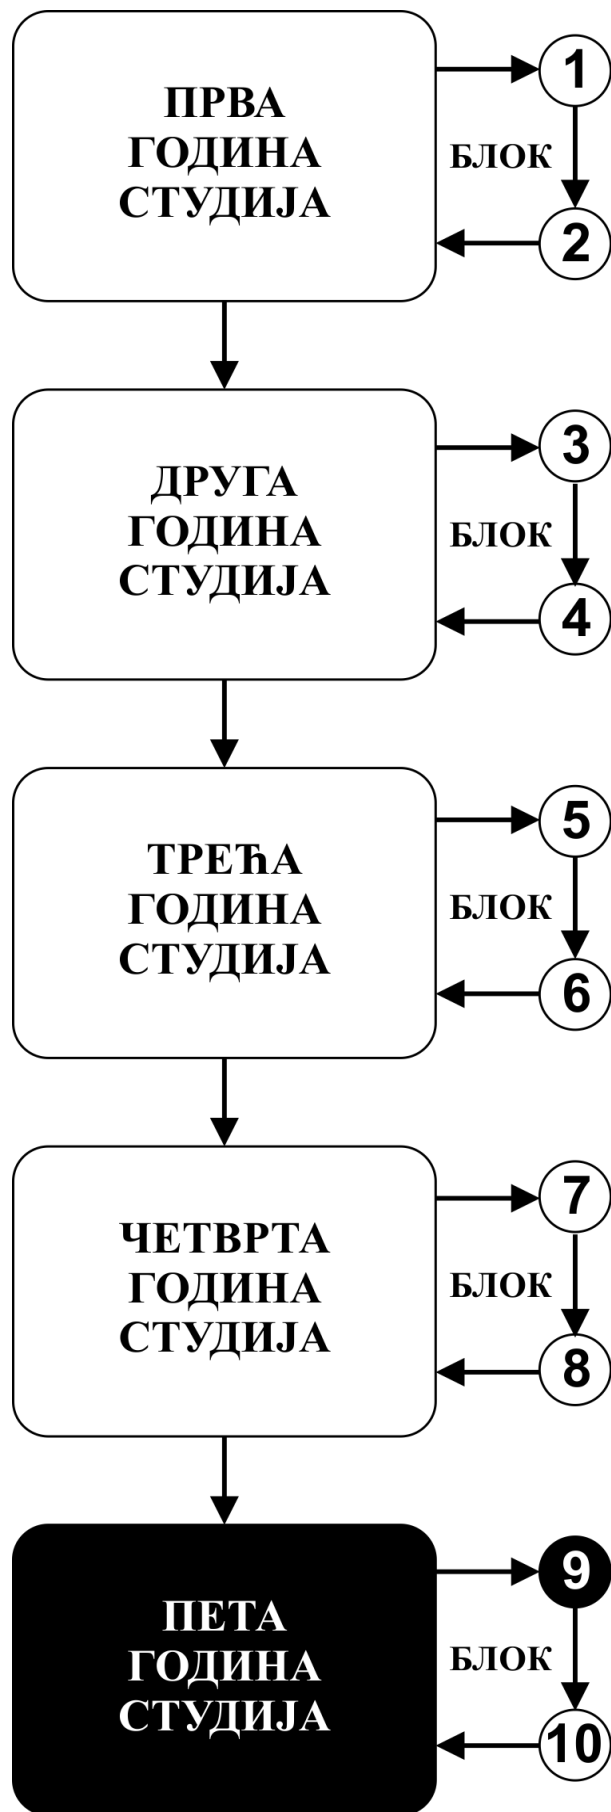 ПРВА
ГОДИНА
СТУДИЈА
1
БЛОК
2
ДРУГА
ГОДИНА
СТУДИЈА
3
БЛОК
4
ТРЕЋА
ГОДИНА
СТУДИЈА
5
БЛОК
6
ЧЕТВРТА
ГОДИНА
СТУДИЈА
7
БЛОК
8
ПЕТА
ГОДИНА
СТУДИЈА
9
БЛОК
10